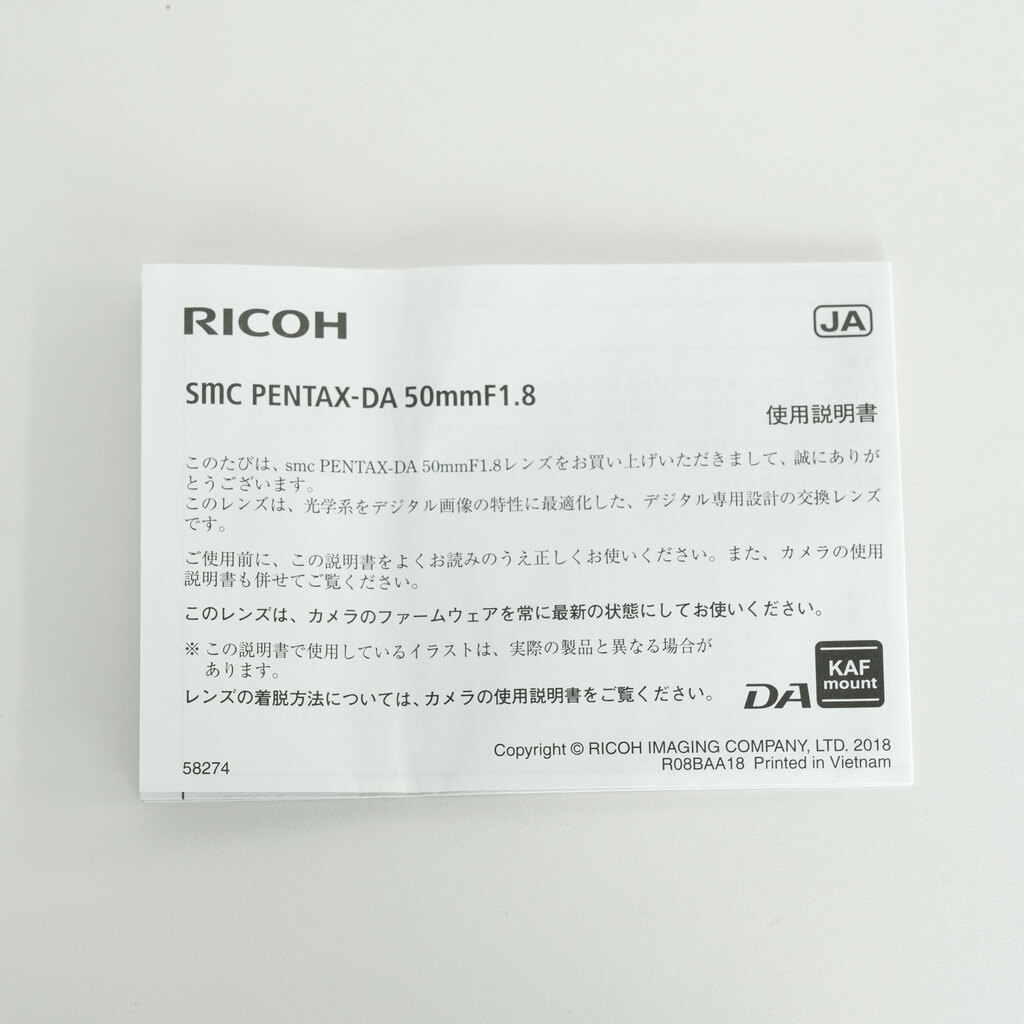 RICOH
JA
smc PENTAX-DA 50mmF1.8
使用説明書
このたびは、smc PENTAX-DA 50mmF1.8レンズをお買い上げいただきまして、誠にありが
とうございます。
このレンズは、光学系をデジタル画像の特性に最適化した、デジタル専用設計の交換レンズ
です。
ご使用前に、この説明書をよくお読みのうえ正しくお使いください。また、カメラの使用
説明書も併せてご覧ください。
このレンズは、カメラのファームウェアを常に最新の状態にしてお使いください。
※ この説明書で使用しているイラストは、実際の製品と異なる場合が
あります。
レンズの着脱方法については、カメラの使用説明書をご覧ください。
DA
KAF
mount
Copyright © RICOH IMAGING COMPANY, LTD. 2018
58274
R08BAA18 Printed in Vietnam